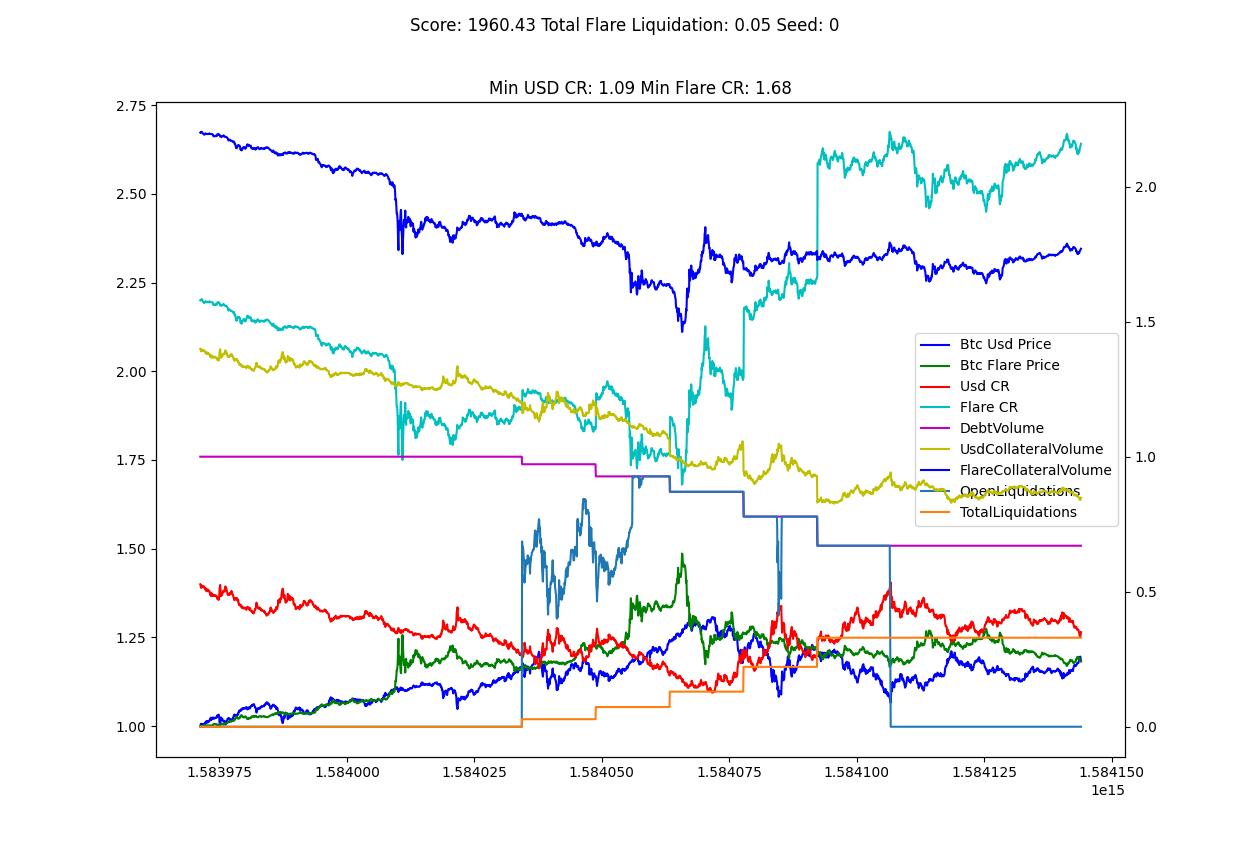 Score: 1960.43 Total Flare Liquidation: 0.05 Seed: 0
Min USD CR: 1.09 Min Flare CR: 1.68
2.75
2.50
2.25
2.00
1.75
1.50
1.25
1.00
2.0
1.5
1.0
0.5
0.0
Btc Usd Price
Btc Flare Price
Usd CR
Flare CR
DebtVolume
UsdCollateralVolume
FlareCollateralVolume
OpenLiquidations
TotalLiquidations
1.583975 1.584000 1.584025 1.584050 1.584075 1.584100 1.584125 1.584150
1e15